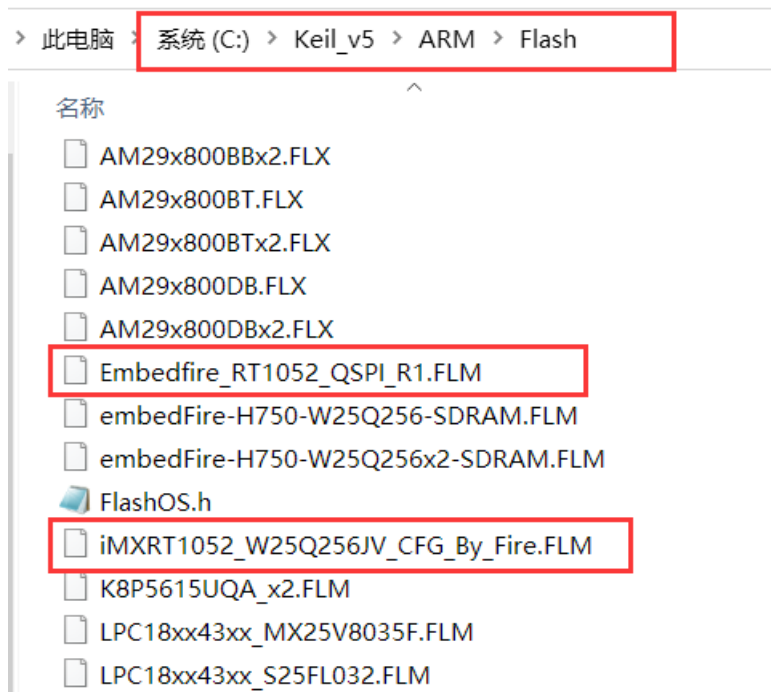 此电脑 系统 (C:) Keil_v5 ARM Flash
名称
AM29x800BBx2.FLX
AM29x800BT.FLX
AM29x800BTx2.FLX
AM29x800DB.FLX
AM29x800DBx2.FLX
Embedfire_RT1052_QSPI_R1.FLM
embedFire-H750-W25Q256-SDRAM.FLM
embedFire-H750-W25Q256x2-SDRAM.FLM
FlashOS.h
iMXRT1052_W25Q256JV_CFG_By_Fire.FLM
K8P5615UQA_x2.FLM
LPC18xx43xx_MX25V8035F.FLM
LPC18xx43xx_S25FL032.FLM